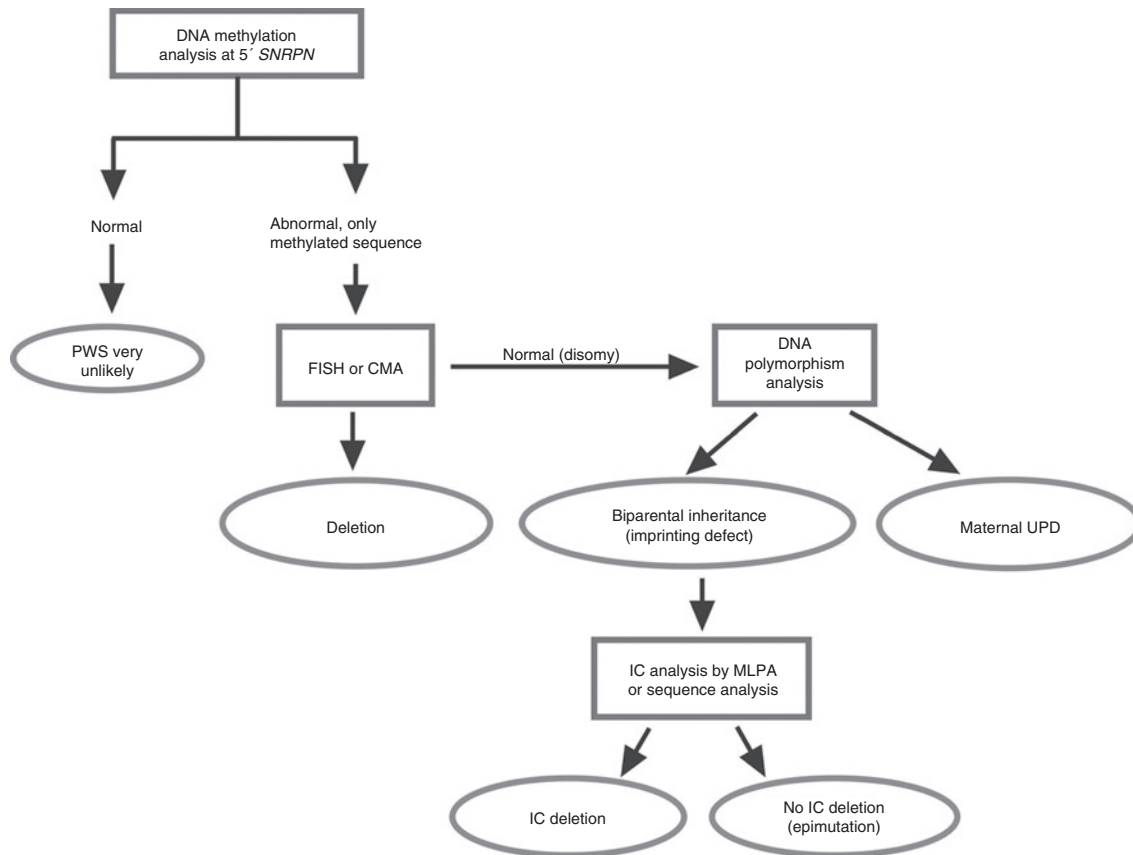 DNA methylation
analysis at 5´ SNRPN
Normal
Abnormal, only
methylated sequence
PWS very
unlikely
FISH or CMA
Normal (disomy)
DNA
polymorphism
analysis
Deletion
Biparental inheritance
(imprinting defect)
Maternal UPD
IC analysis by MLPA
or sequence analysis
IC deletion
No IC deletion
(epimutation)